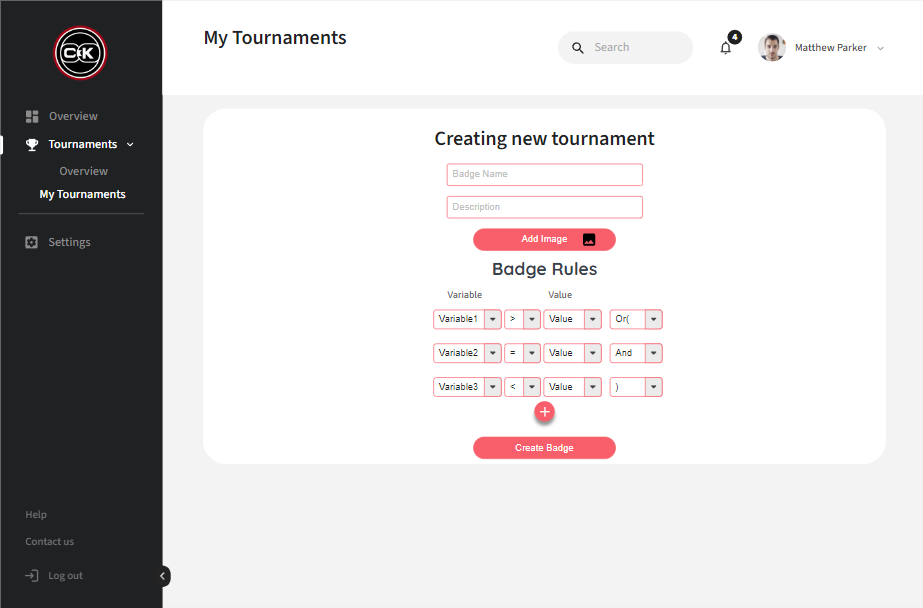 CK
Overview
Tournaments
Overview
My Tournaments
Settings
Help
Contact us
Log out
My Tournaments
Search
4
Matthew Parker
Creating new tournament
Badge Name
Description
Add Image
Badge Rules
Variable Value
Variable1 > Value Or(
Variable2 = Value And
Variable3 < Value )
+
Create Badge